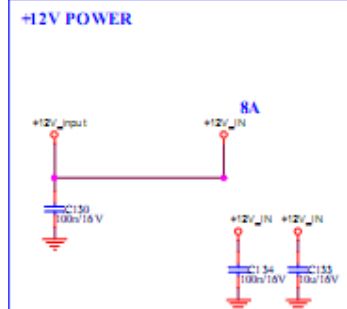 +12V POWER
8A
+12V_input +12V_IN
C130
100n/16V
+12V_IN +12V_IN
C134 C133
100n/16V 10u/16V